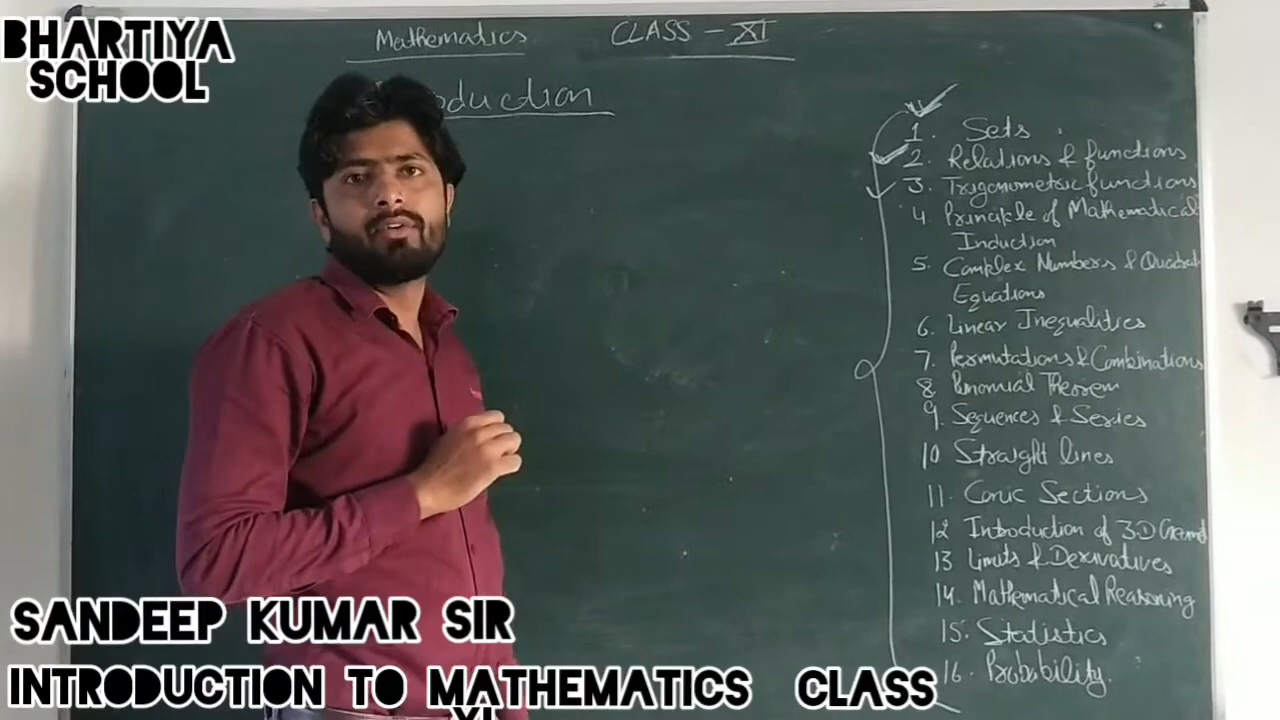 BHARTIYA
SCHOOL
Mathematics CLASS - XI
oduction
1. Sets
2. Relations & functions
3. Trigonometric functions
4 Principle of Mathematical
Induction
5. Complex Numbers & Quadrat
Equations
6. Linear Inequalities
7. Permutations & Combinations
8 Binomial Theorem
9. Sequences & Series
10 Straight lines
11. Conic Sections
12 Introduction of 3-D Geomet
13 Limits & Derivatives
14. Mathematical Reasoning
15. Statistics
16. Probability.
SANDEEP KUMAR SIR
INTRODUCTION TO MATHEMATICS CLASS
XI